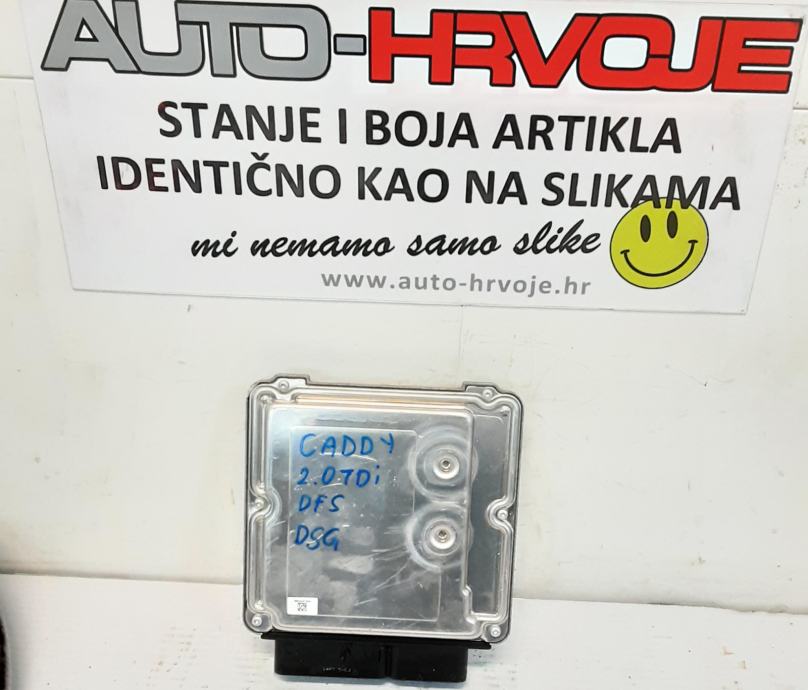 AUTO-HRVOJE
STANJE I BOJA ARTIKLA
IDENTIČNO KAO NA SLIKAMA
mi nemamo samo slike
www.auto-hrvoje.hr
CADDY
2.0TDi
DFS
DSG